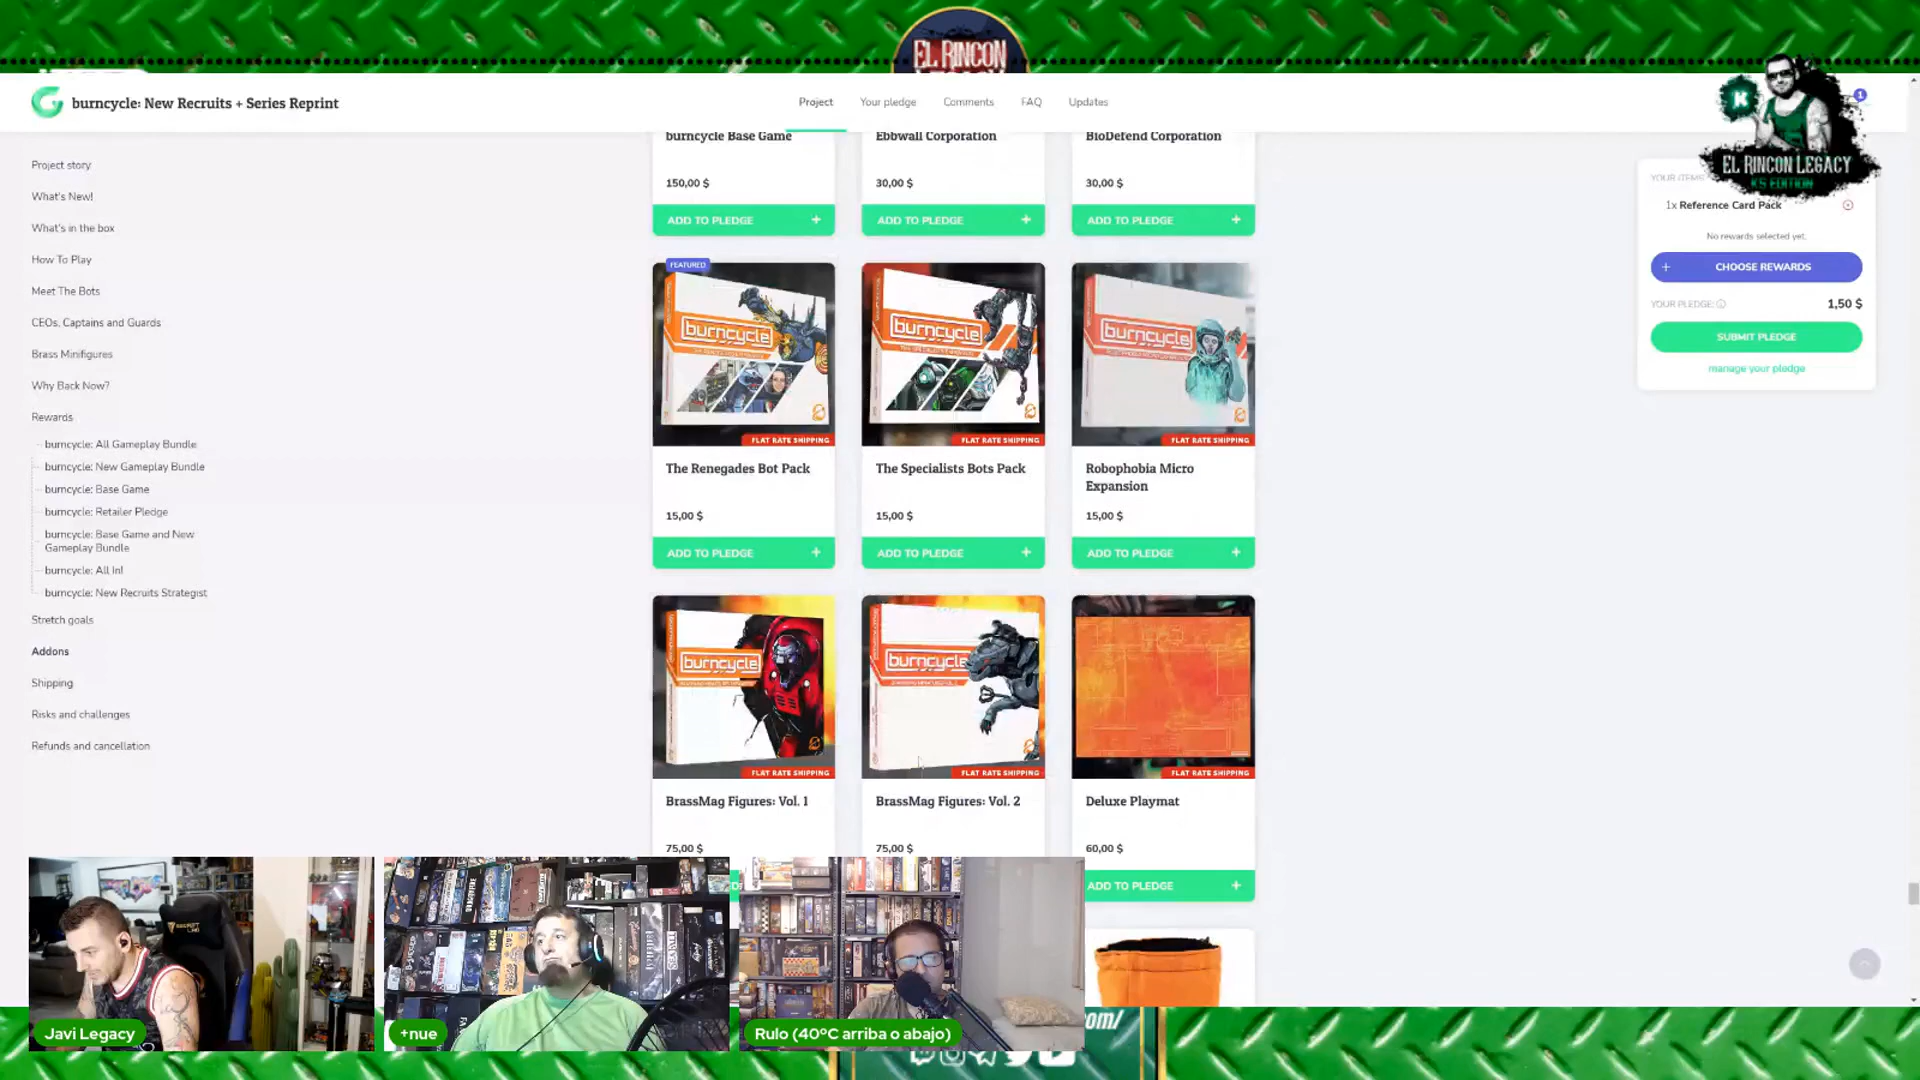 EL RINCON
burncycle: New Recruits + Series Reprint
Project
Your pledge
Comments
FAQ
Updates
1
K
EL RINCON LEGACY
KS EDITION
Project story
What's New!
What's in the box
How To Play
Meet The Bots
CEOs, Captains and Guards
Brass Minifigures
Why Back Now?
Rewards
burncycle: All Gameplay Bundle
burncycle: New Gameplay Bundle
burncycle: Base Game
burncycle: Retailer Pledge
burncycle: Base Game and New
Gameplay Bundle
burncycle: All In!
burncycle: New Recruits Strategist
Stretch goals
Addons
Shipping
Risks and challenges
Refunds and cancellation
burncycle Base Game
150,00 $
ADD TO PLEDGE +
Ebbwall Corporation
30,00 $
ADD TO PLEDGE +
BioDefend Corporation
30,00 $
ADD TO PLEDGE +
FEATURED
burncycle
FLAT RATE SHIPPING
The Renegades Bot Pack
15,00 $
ADD TO PLEDGE +
burncycle
FLAT RATE SHIPPING
The Specialists Bots Pack
15,00 $
ADD TO PLEDGE +
burncycle
FLAT RATE SHIPPING
Robophobia Micro
Expansion
15,00 $
ADD TO PLEDGE +
burncycle
FLAT RATE SHIPPING
BrassMag Figures: Vol. 1
75,00 $
burncycle
FLAT RATE SHIPPING
BrassMag Figures: Vol. 2
75,00 $
FLAT RATE SHIPPING
Deluxe Playmat
60,00 $
ADD TO PLEDGE +
YOUR ITEMS
1x Reference Card Pack
No rewards selected yet.
+ CHOOSE REWARDS
YOUR PLEDGE:
1,50 $
SUBMIT PLEDGE
manage your pledge
Javi Legacy
+nue
Rulo (40ºC arriba o abajo)
om/